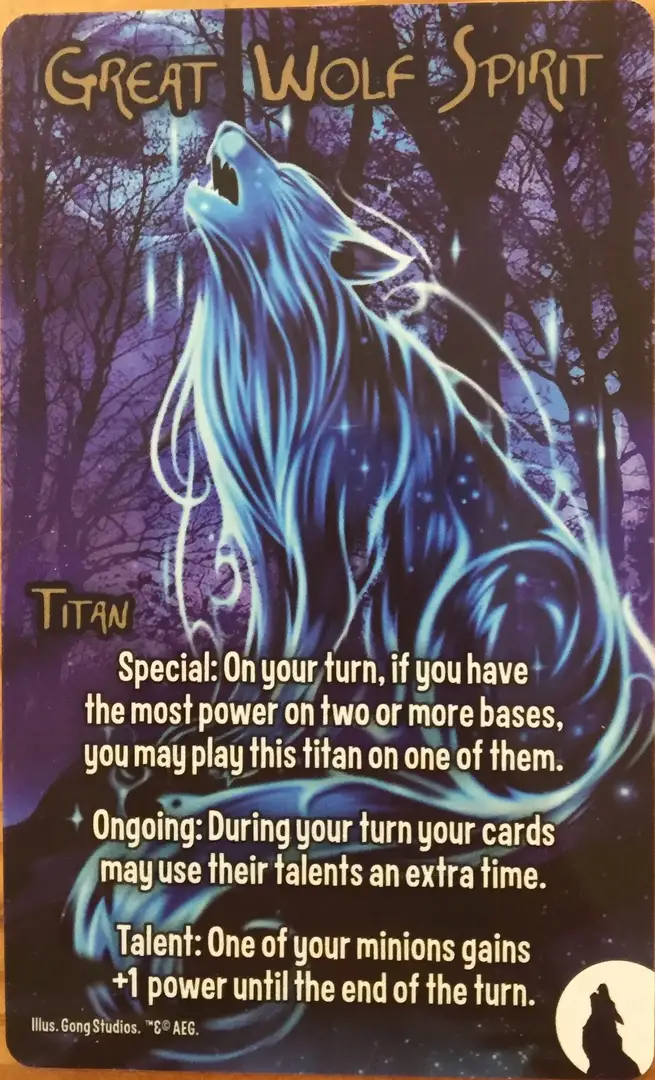 Great Wolf Spirit
Titan
Special: On your turn, if you have
the most power on two or more bases,
you may play this titan on one of them.
Ongoing: During your turn your cards
may use their talents an extra time.
Talent: One of your minions gains
+1 power until the end of the turn.
Illus. Gong Studios. ™&© AEG.